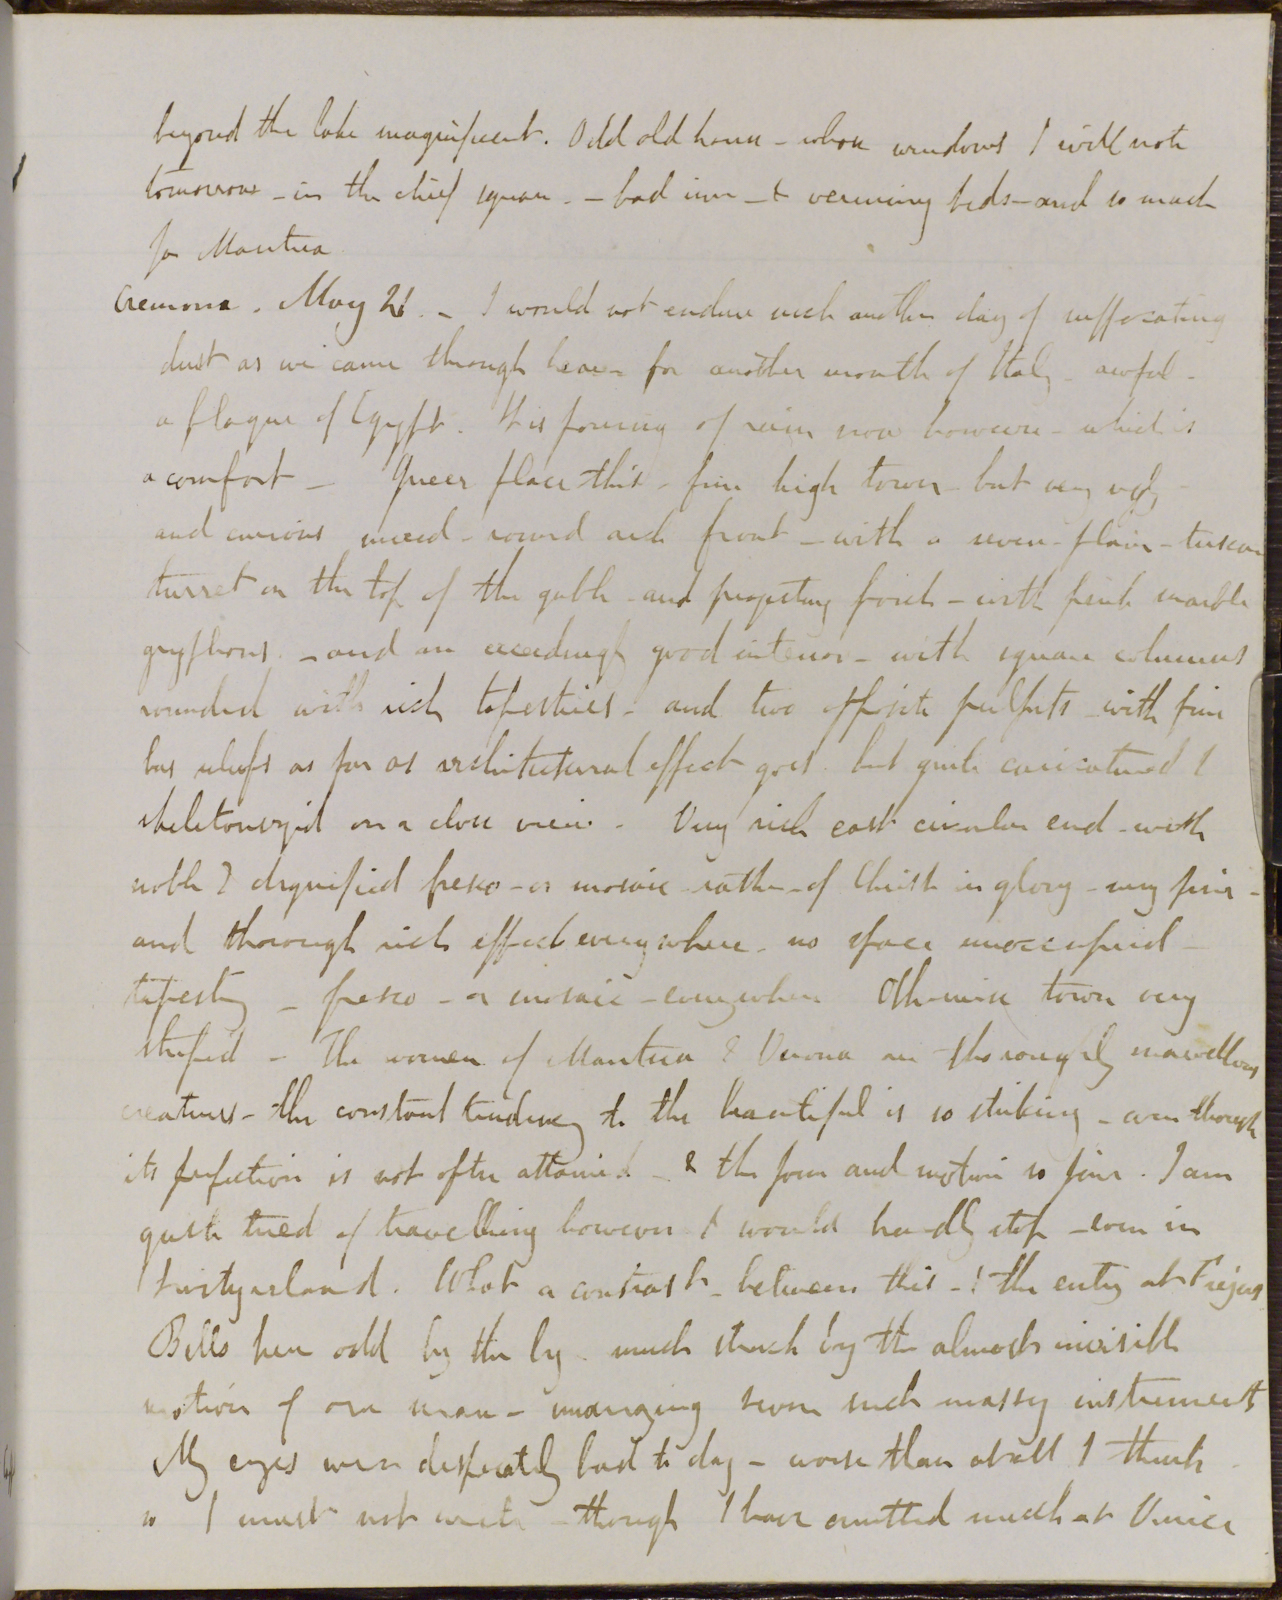 beyond the lake magnificent. Odd old house - whose windows I will note
tomorrow - in the chief square. - bad inn - & verminy beds - and so much
for Mantua
Cremona. May 21. - I would not endure such another day of suffocating
dust as we came through here for another month of Italy - awful -
a plague of Egypt. It is pouring of rain now however - which is
a comfort - Queer place this - fine high tower - but very ugly -
and curious indeed - round arch front - with a plain - tuscan
turret on the top of the gable - and projecting porch - with pink marble
gryphons. - and an exceedingly good interior - with square columns
rounded with rich tapestries - and two opposite pulpits - with fine
bas reliefs as far as architectural effect goes. but quite caricatured &
skeletonized on a close view - Very rich east circular end - with
noble & dignified fresco - or mosaic rather - of Christ in glory - very fine -
and thorough rich effect everywhere - no space unoccupied -
tapestry - fresco - or mosaic - everywhere Otherwise town very
stupid - The women of Mantua & Verona are thoroughly marvellous
creatures - the constant tendency to the beautiful is so striking - even though
its perfection is not often attained - & the form and motion so fine. I am
quite tired of travelling however & would hardly stop - even in
Switzerland. What a contrast - between this - & the entry at Frejus
Bells here odd by the by - much struck by the almost invisible
motion of one man - managing seven such massy instruments
My eyes were desperately bad to day - worse than at all I think
so I must not write - though I have omitted much at Venice